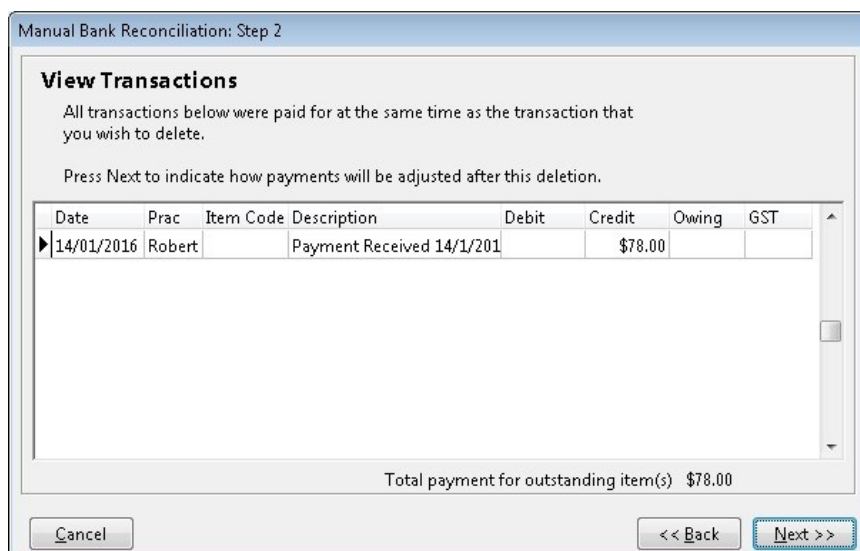 Manual Bank Reconciliation: Step 2
View Transactions
All transactions below were paid for at the same time as the transaction that
you wish to delete.
Press Next to indicate how payments will be adjusted after this deletion.
Date Prac Item Code Description Debit Credit Owing GST
14/01/2016 Robert Payment Received 14/1/201 $78.00
Total payment for outstanding item(s) $78.00
Cancel << Back Next >>